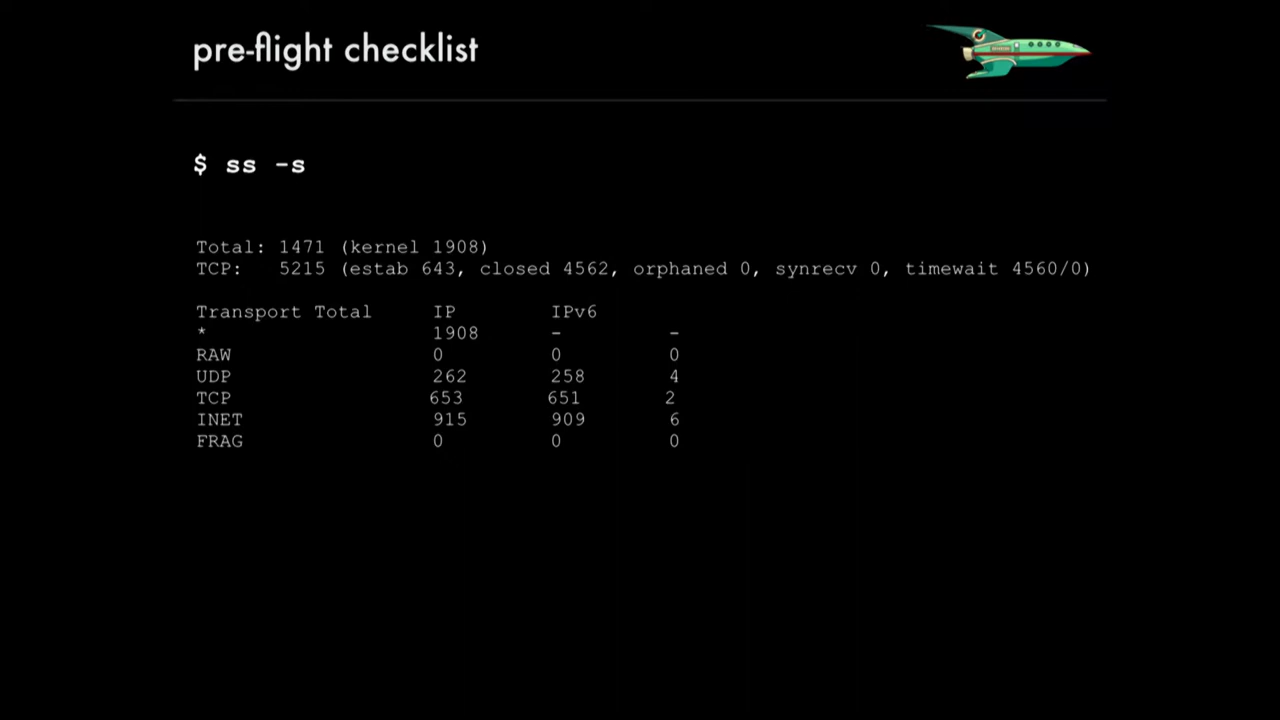 pre-flight checklist
$ ss -s
Total: 1471 (kernel 1908)
TCP: 5215 (estab 643, closed 4562, orphaned 0, synrecv 0, timewait 4560/0)
Transport Total IP IPv6
* 1908 - -
RAW 0 0 0
UDP 262 258 4
TCP 653 651 2
INET 915 909 6
FRAG 0 0 0